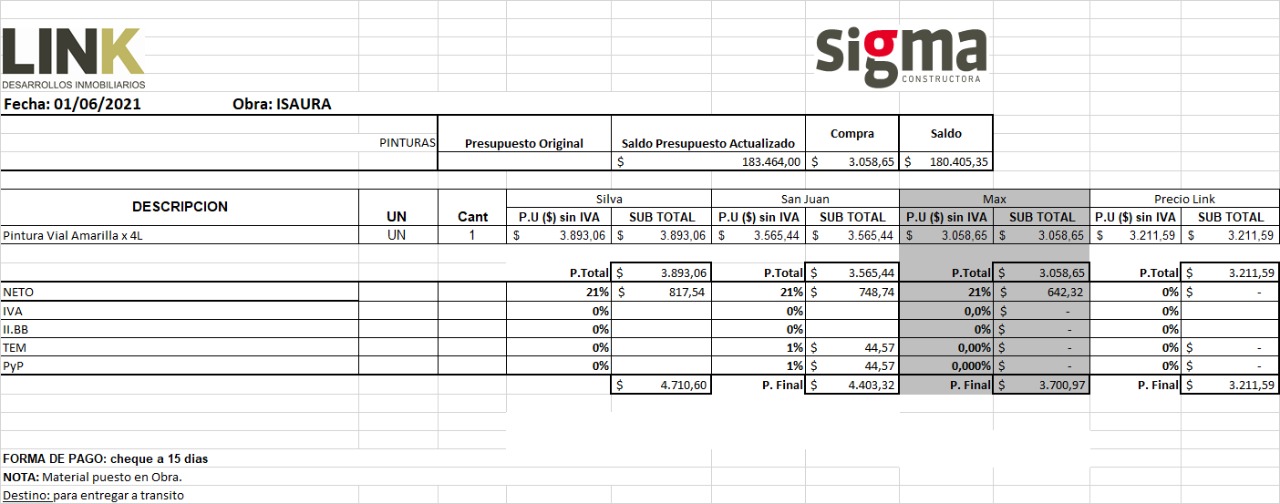 LINK
DESARROLLOS INMOBILIARIOS
sigma
CONSTRUCTORA
Fecha: 01/06/2021 Obra: ISAURA
PINTURAS Presupuesto Original Saldo Presupuesto Actualizado Compra Saldo
$ 183.464,00 $ 3.058,65 $ 180.405,35
DESCRIPCION UN Cant Silva San Juan Max Precio Link
P.U ($) sin IVA SUB TOTAL P.U ($) sin IVA SUB TOTAL P.U ($) sin IVA SUB TOTAL P.U ($) sin IVA SUB TOTAL
Pintura Vial Amarilla x 4L UN 1 $ 3.893,06 $ 3.893,06 $ 3.565,44 $ 3.565,44 $ 3.058,65 $ 3.058,65 $ 3.211,59 $ 3.211,59
P.Total $ 3.893,06 P.Total $ 3.565,44 P.Total $ 3.058,65 P.Total $ 3.211,59
NETO 21% $ 817,54 21% $ 748,74 21% $ 642,32 0% $ -
IVA 0% 0% 0,0% $ - 0%
II.BB 0% 0% 0% $ - 0%
TEM 0% 1% $ 44,57 0,00% $ - 0% $ -
PyP 0% 1% $ 44,57 0,000% $ - 0% $ -
$ 4.710,60 P. Final $ 4.403,32 P. Final $ 3.700,97 P. Final $ 3.211,59
FORMA DE PAGO: cheque a 15 dias
NOTA: Material puesto en Obra.
Destino: para entregar a transito